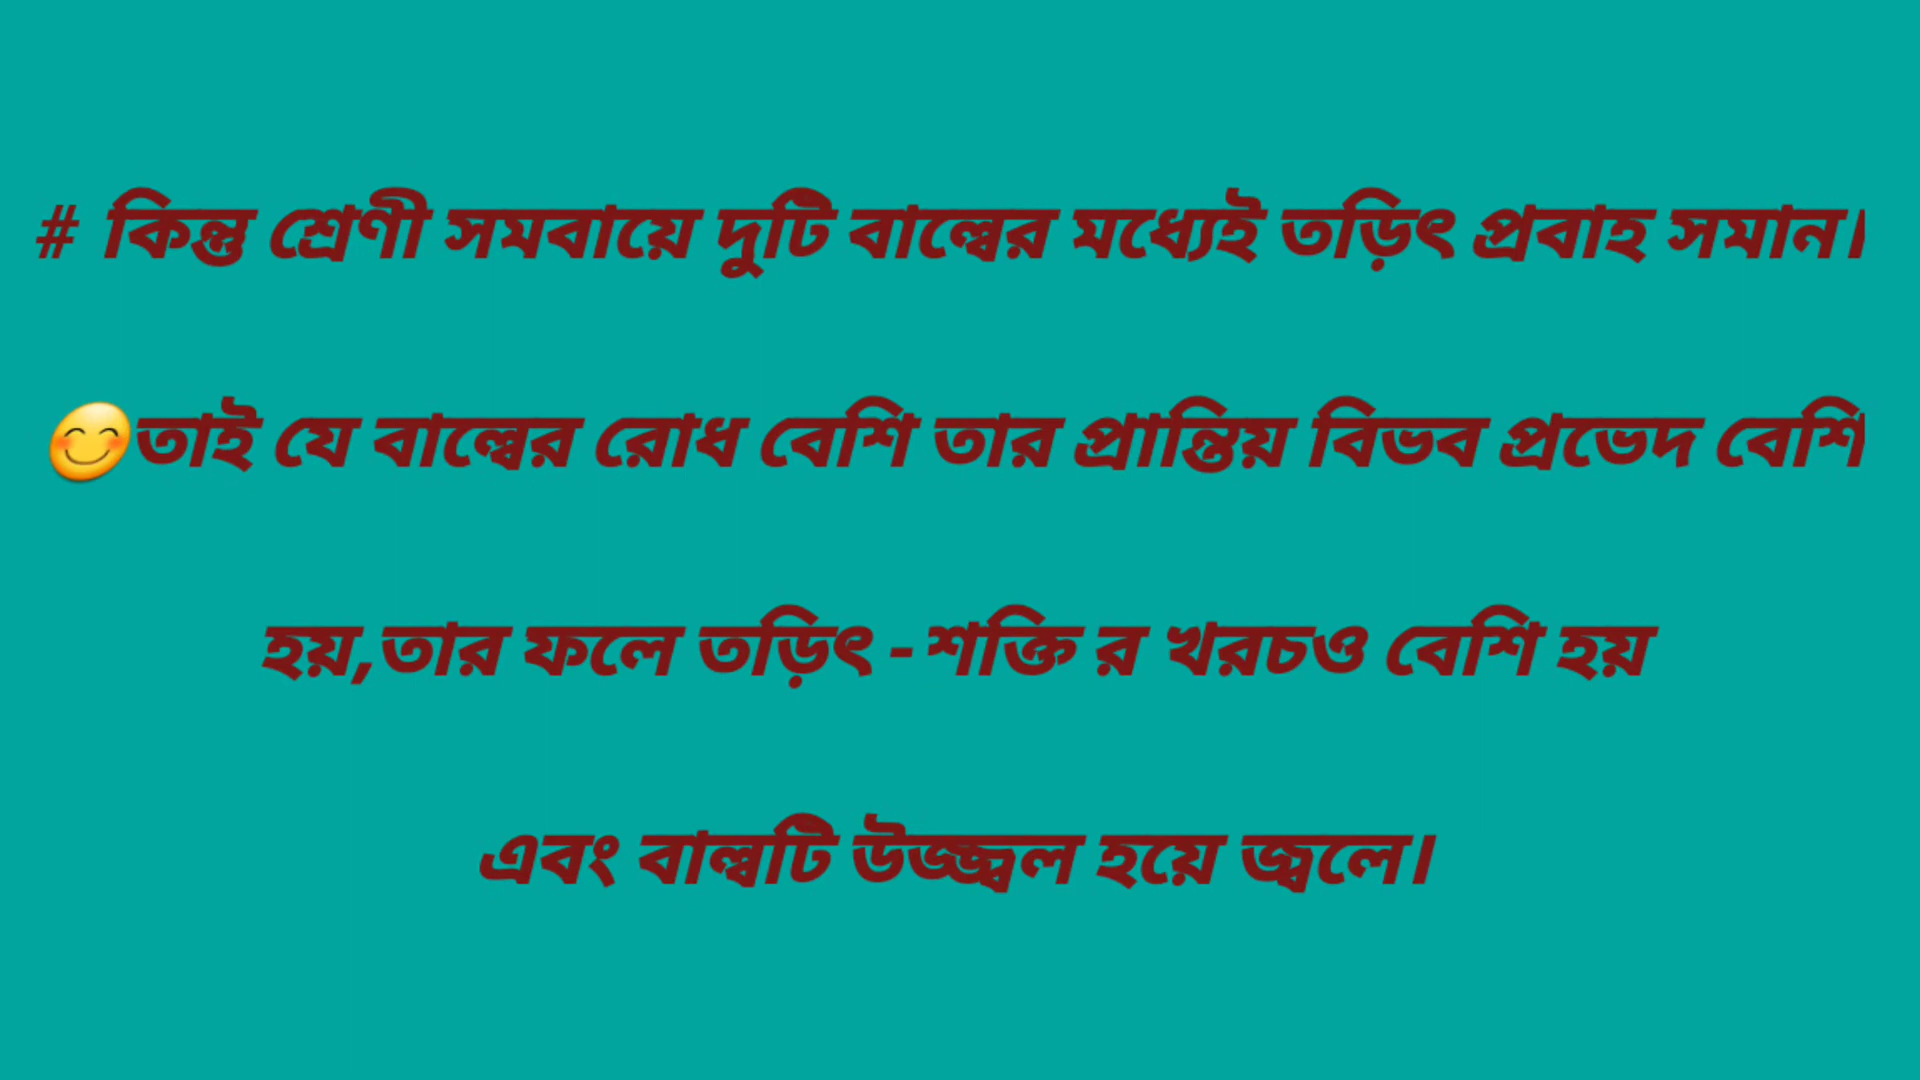 # কিন্তু শ্রেণী সমবায়ে দুটি বাল্বের মধ্যেই তড়িৎ প্রবাহ সমান।
😊তাই যে বাল্বের রোধ বেশি তার প্রান্তিয় বিভব প্রভেদ বেশি
হয়,তার ফলে তড়িৎ -শক্তি র খরচও বেশি হয়
এবং বাল্বটি উজ্জ্বল হয়ে জ্বলে।